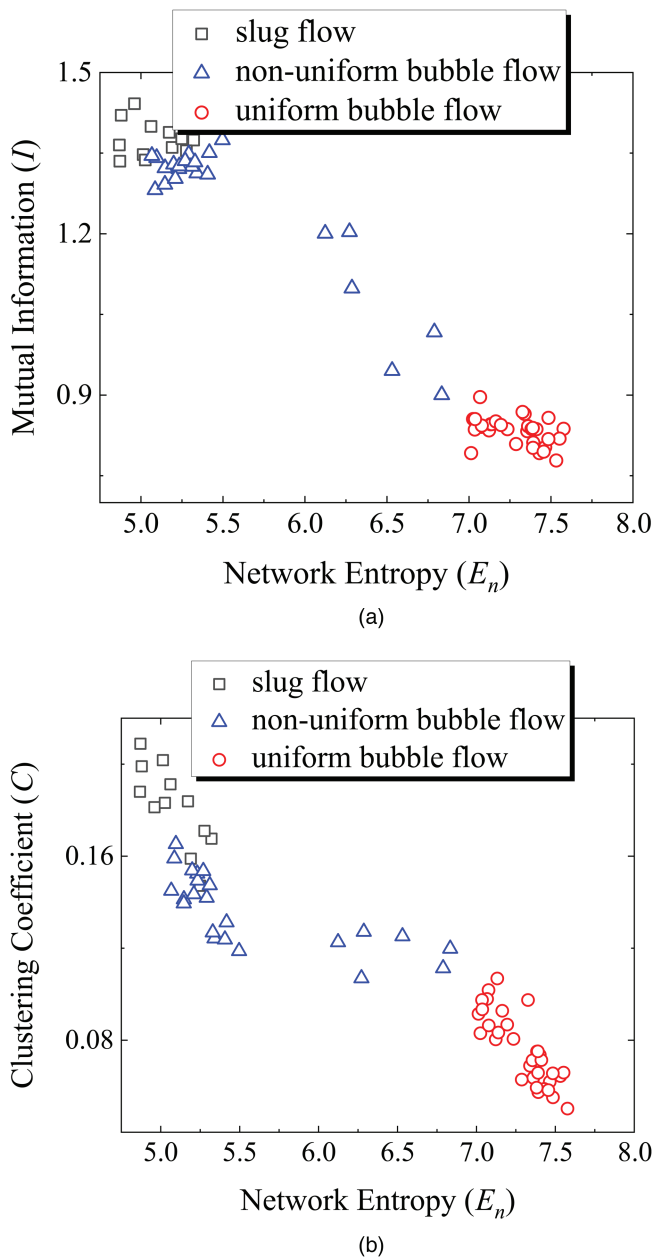 slug flow
non-uniform bubble flow
uniform bubble flow
1.5
1.2
0.9
Mutual Information (I)
5.0 5.5 6.0 6.5 7.0 7.5 8.0
Network Entropy (En)
(a)
slug flow
non-uniform bubble flow
uniform bubble flow
0.16
0.08
Clustering Coefficient (C)
5.0 5.5 6.0 6.5 7.0 7.5 8.0
Network Entropy (En)
(b)